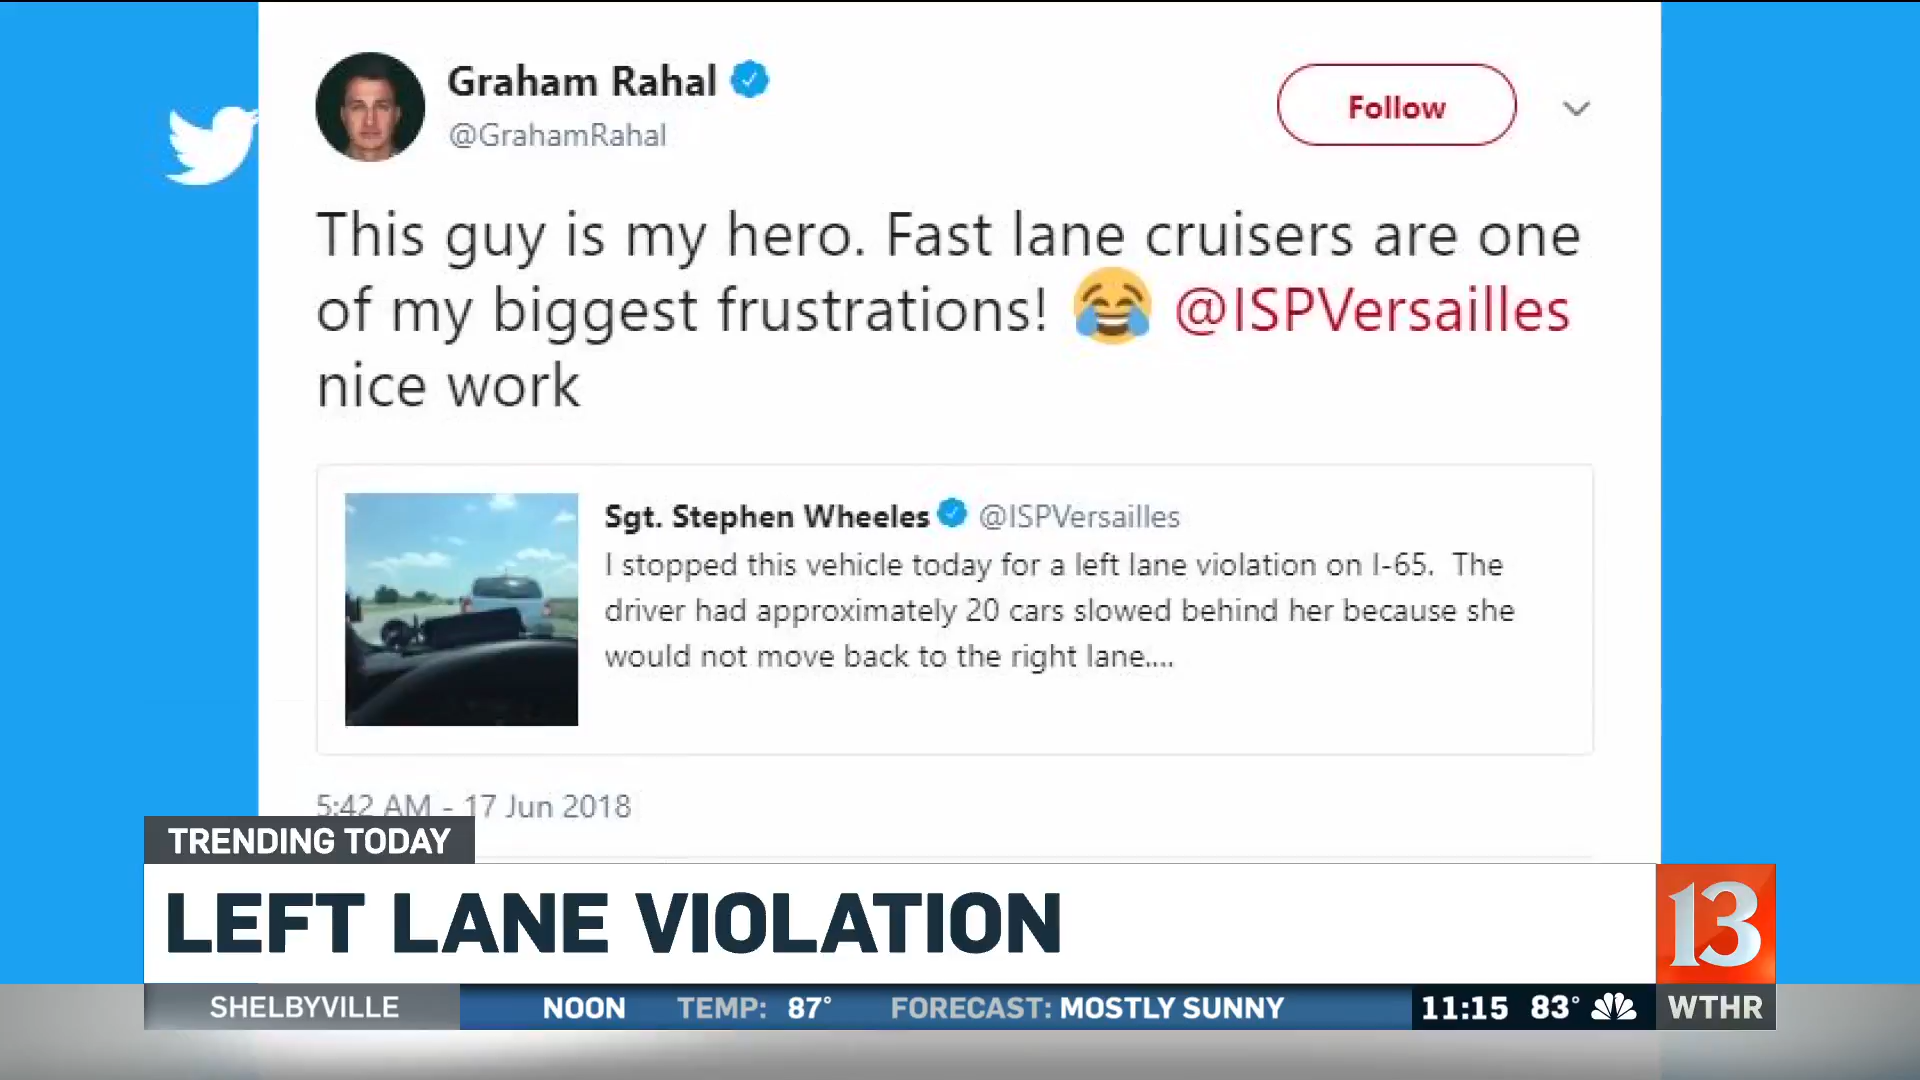 Graham Rahal
@GrahamRahal
Follow
This guy is my hero. Fast lane cruisers are one
of my biggest frustrations! 😂 @ISPVersailles
nice work
Sgt. Stephen Wheeles @ISPVersailles
I stopped this vehicle today for a left lane violation on I-65. The
driver had approximately 20 cars slowed behind her because she
would not move back to the right lane....
5:42 AM - 17 Jun 2018
TRENDING TODAY
LEFT LANE VIOLATION
13
SHELBYVILLE NOON TEMP: 87° FORECAST: MOSTLY SUNNY 11:15 83° WTHR